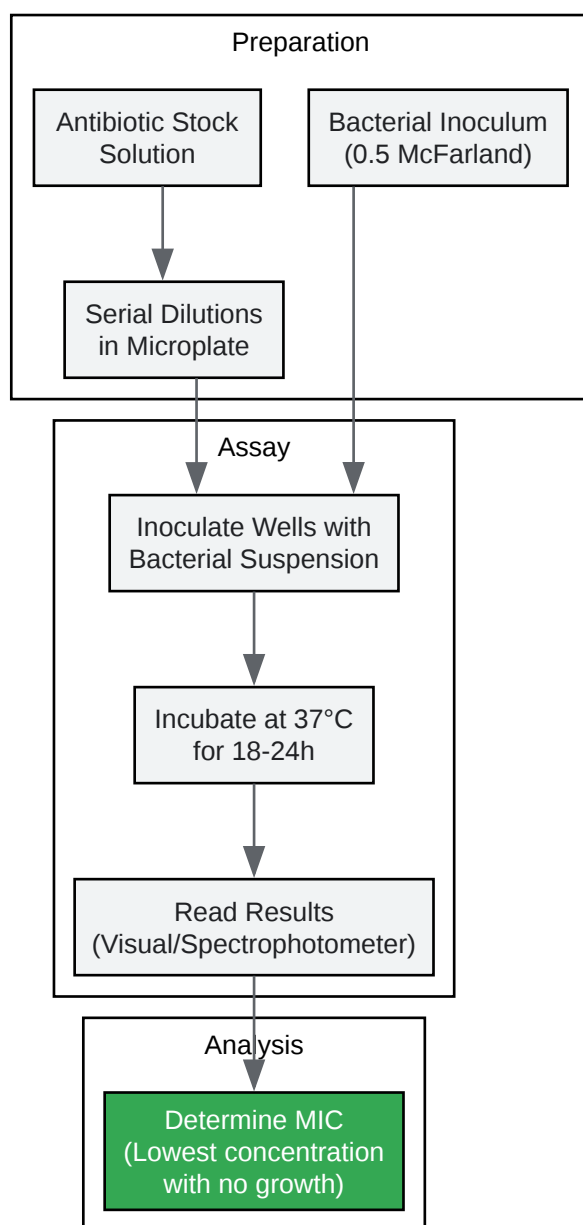 Preparation
Antibiotic Stock
Solution
Bacterial Inoculum
(0.5 McFarland)
Serial Dilutions
in Microplate
Assay
Inoculate Wells with
Bacterial Suspension
Incubate at 37°C
for 18-24h
Read Results
(Visual/Spectrophotometer)
Analysis
Determine MIC
(Lowest concentration
with no growth)